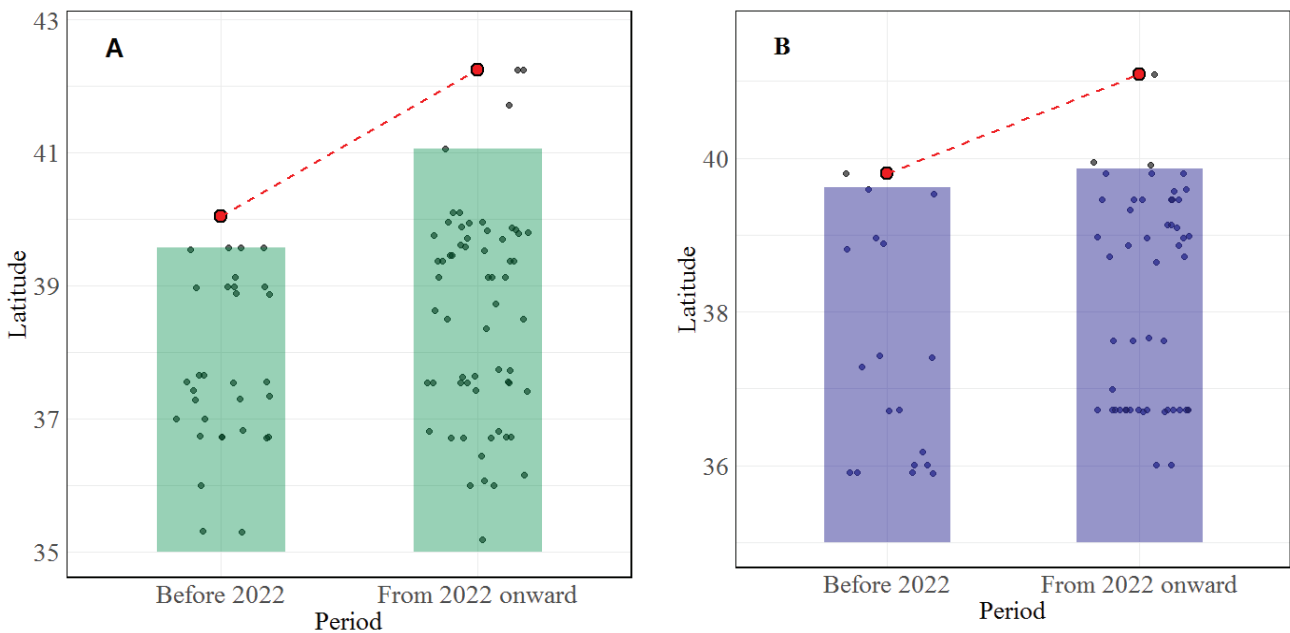 A
43
41
39
37
35
Latitude
Before 2022
From 2022 onward
Period
B
40
38
36
Latitude
Before 2022
From 2022 onward
Period